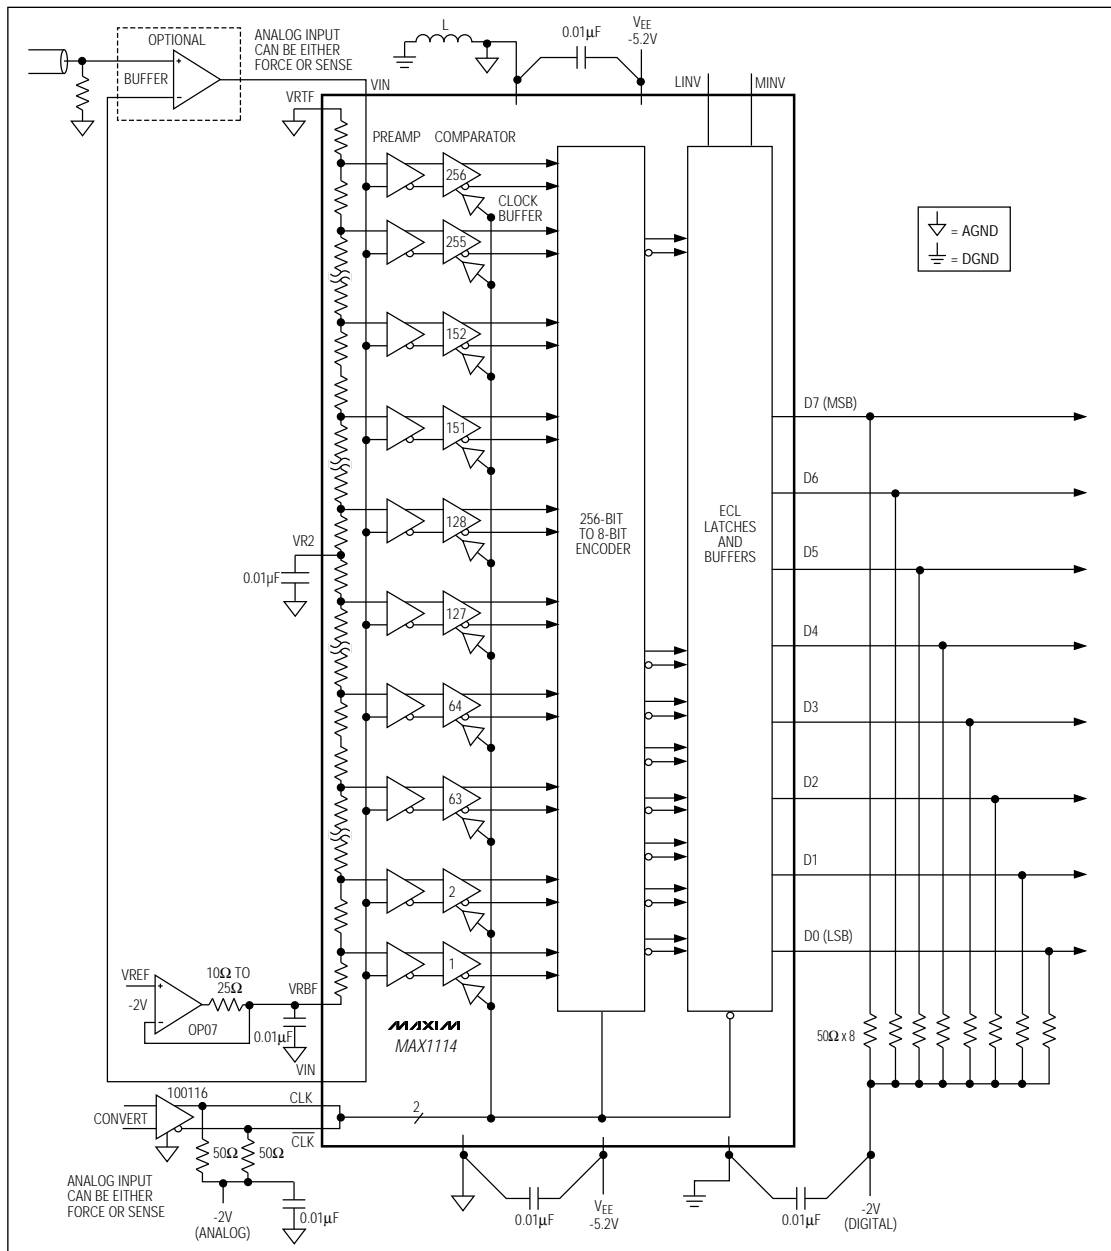 L
0.01μF
VEE
-5.2V
OPTIONAL
BUFFER
+
−
ANALOG INPUT
CAN BE EITHER
FORCE OR SENSE
VIN
LINV
MINV
VRTF
PREAMP
COMPARATOR
256
CLOCK
BUFFER
255
= AGND
= DGND
152
151
D7 (MSB)
D6
128
256-BIT
TO 8-BIT
ENCODER
ECL
LATCHES
AND
BUFFERS
VR2
0.01μF
D5
127
D4
64
D3
63
D2
2
D1
1
D0 (LSB)
VREF
+
-2V
−
OP07
10Ω TO
25Ω
VRBF
0.01μF
VIN
MAXIM
MAX1114
50Ω x 8
100116
CLK
CONVERT
CLK
2
50Ω
50Ω
ANALOG INPUT
CAN BE EITHER
FORCE OR SENSE
-2V
(ANALOG)
0.01μF
0.01μF
VEE
-5.2V
0.01μF
-2V
(DIGITAL)